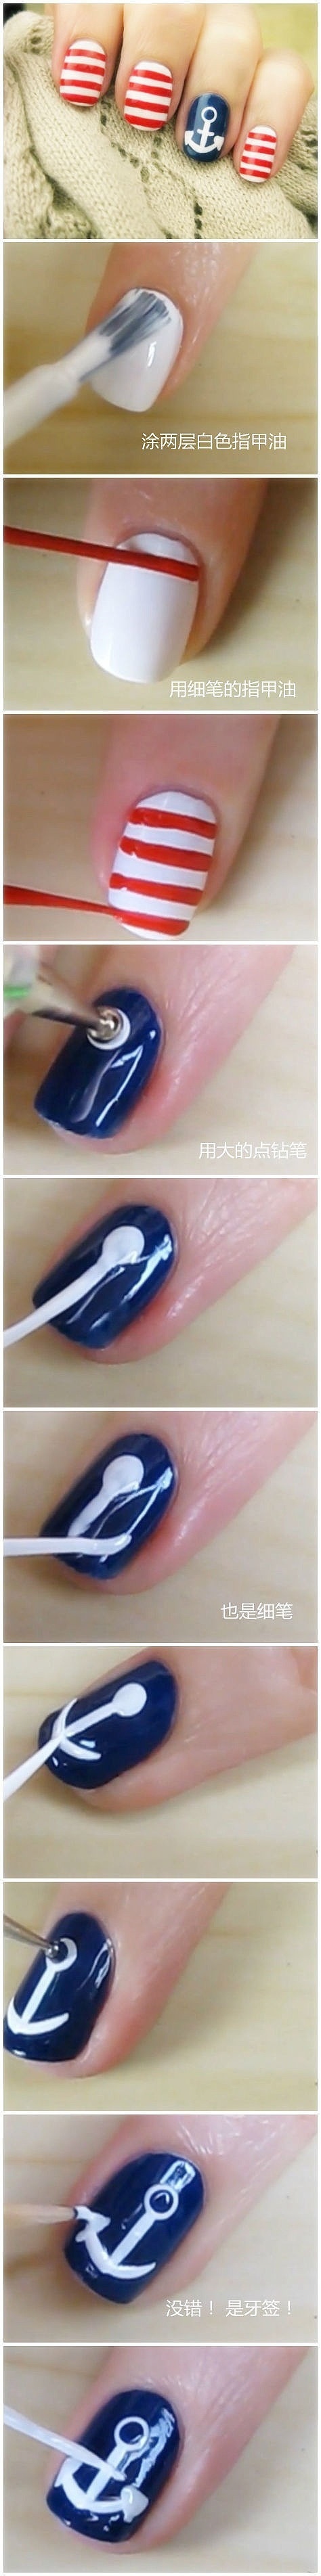 涂两层白色指甲油
用细笔的指甲油
用大的点钻笔
也是细笔
没错！ 是牙签！